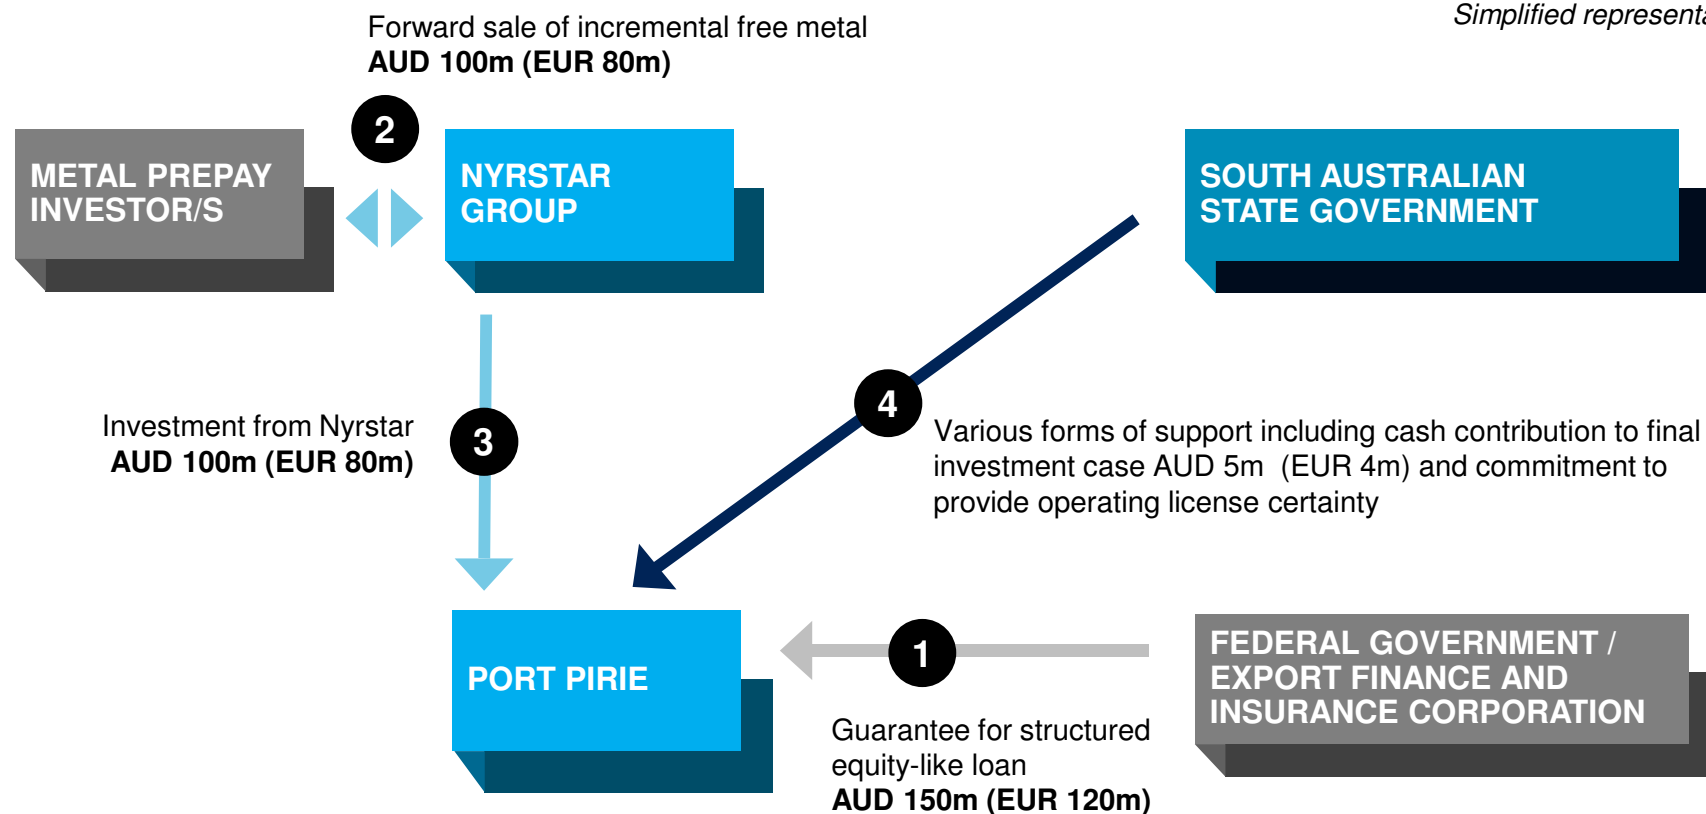 Simplified
Forward sale of incremental free metal
AUD 100m (EUR 80m)
2
METAL PREPAY
INVESTOR/S
NYRSTAR
GROUP
SOUTH AUSTRALIAN
STATE GOVERNMENT
4
Various forms of support including cash contribution to final
investment case AUD 5m (EUR 4m) and commitment to
provide operating license certainty
Investment from Nyrstar
AUD 100m (EUR 80m)
3
PORT PIRIE
1
Guarantee for structured
equity-like loan
AUD 150m (EUR 120m)
FEDERAL GOVERNMENT /
EXPORT FINANCE AND
INSURANCE CORPORATION